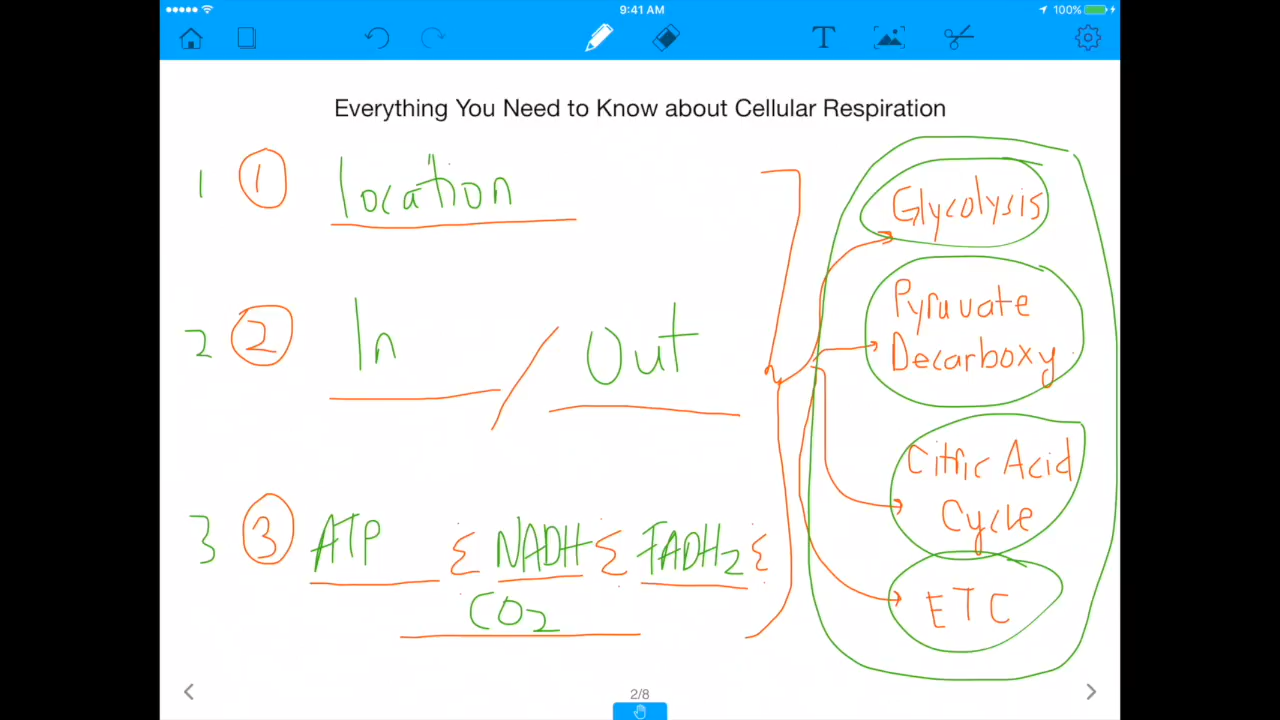 9:41 AM
100%
T
Everything You Need to Know about Cellular Respiration
1 ① location
2 ② In / Out
3 ③ ATP & NADH & FADH2 &
CO2
Glycolysis
Pyruvate
Decarboxy
Citric Acid
Cycle
ETC
2/8